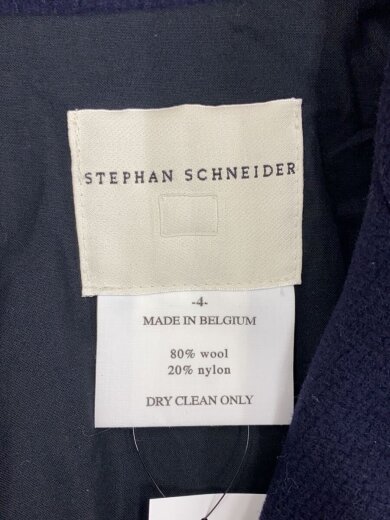 STEPHAN SCHNEIDER
-4-
MADE IN BELGIUM
80% wool
20% nylon
DRY CLEAN ONLY